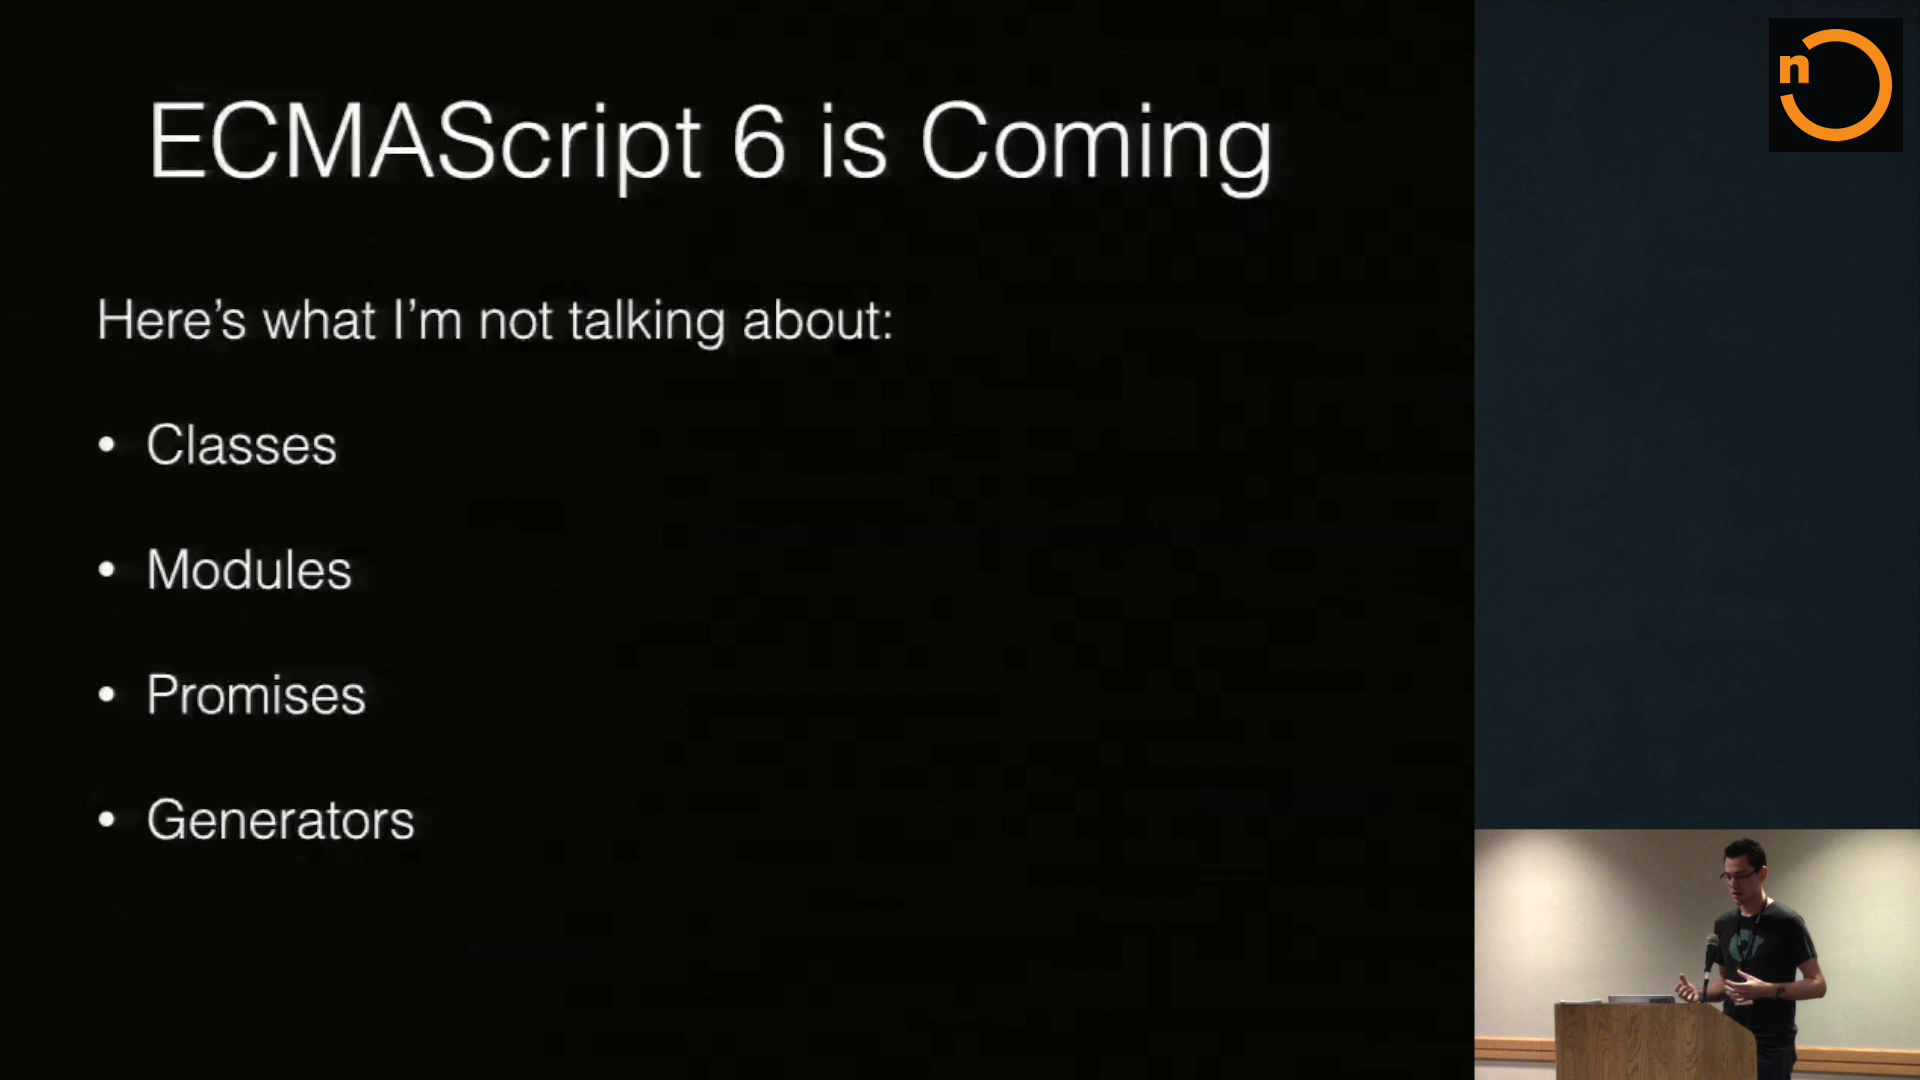 ECMAScript 6 is Coming
Here's what I'm not talking about:
• Classes
• Modules
• Promises
• Generators
n